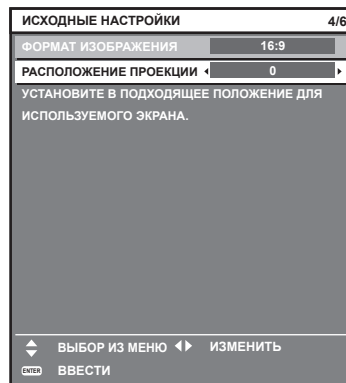 ИСХОДНЫЕ НАСТРОЙКИ 4/6
ФОРМАТ ИЗОБРАЖЕНИЯ 16:9
РАСПОЛОЖЕНИЕ ПРОЕКЦИИ 0
УСТАНОВИТЕ В ПОДХОДЯЩЕЕ ПОЛОЖЕНИЕ ДЛЯ
ИСПОЛЬЗУЕМОГО ЭКРАНА.
ВЫБОР ИЗ МЕНЮ ИЗМЕНИТЬ
ENTER ВВЕСТИ